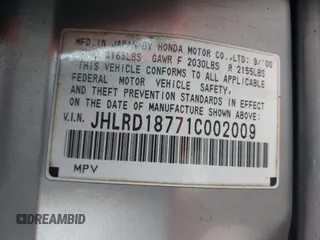 MFD. IN JAPAN BY HONDA MOTOR CO., LTD. 9/'00
4165LBS GAWR F 2030LBS R 2155LBS
THIS VEHICLE CONFORMS TO ALL APPLICABLE
FEDERAL MOTOR VEHICLE SAFETY,
AND THEFT PREVENTION STANDARDS IN EFFECT
ON THE DATE OF MANUFACTURE SHOWN ABOVE.
V.I.N. JHLRD18771C002009
MPV
DREAMBID